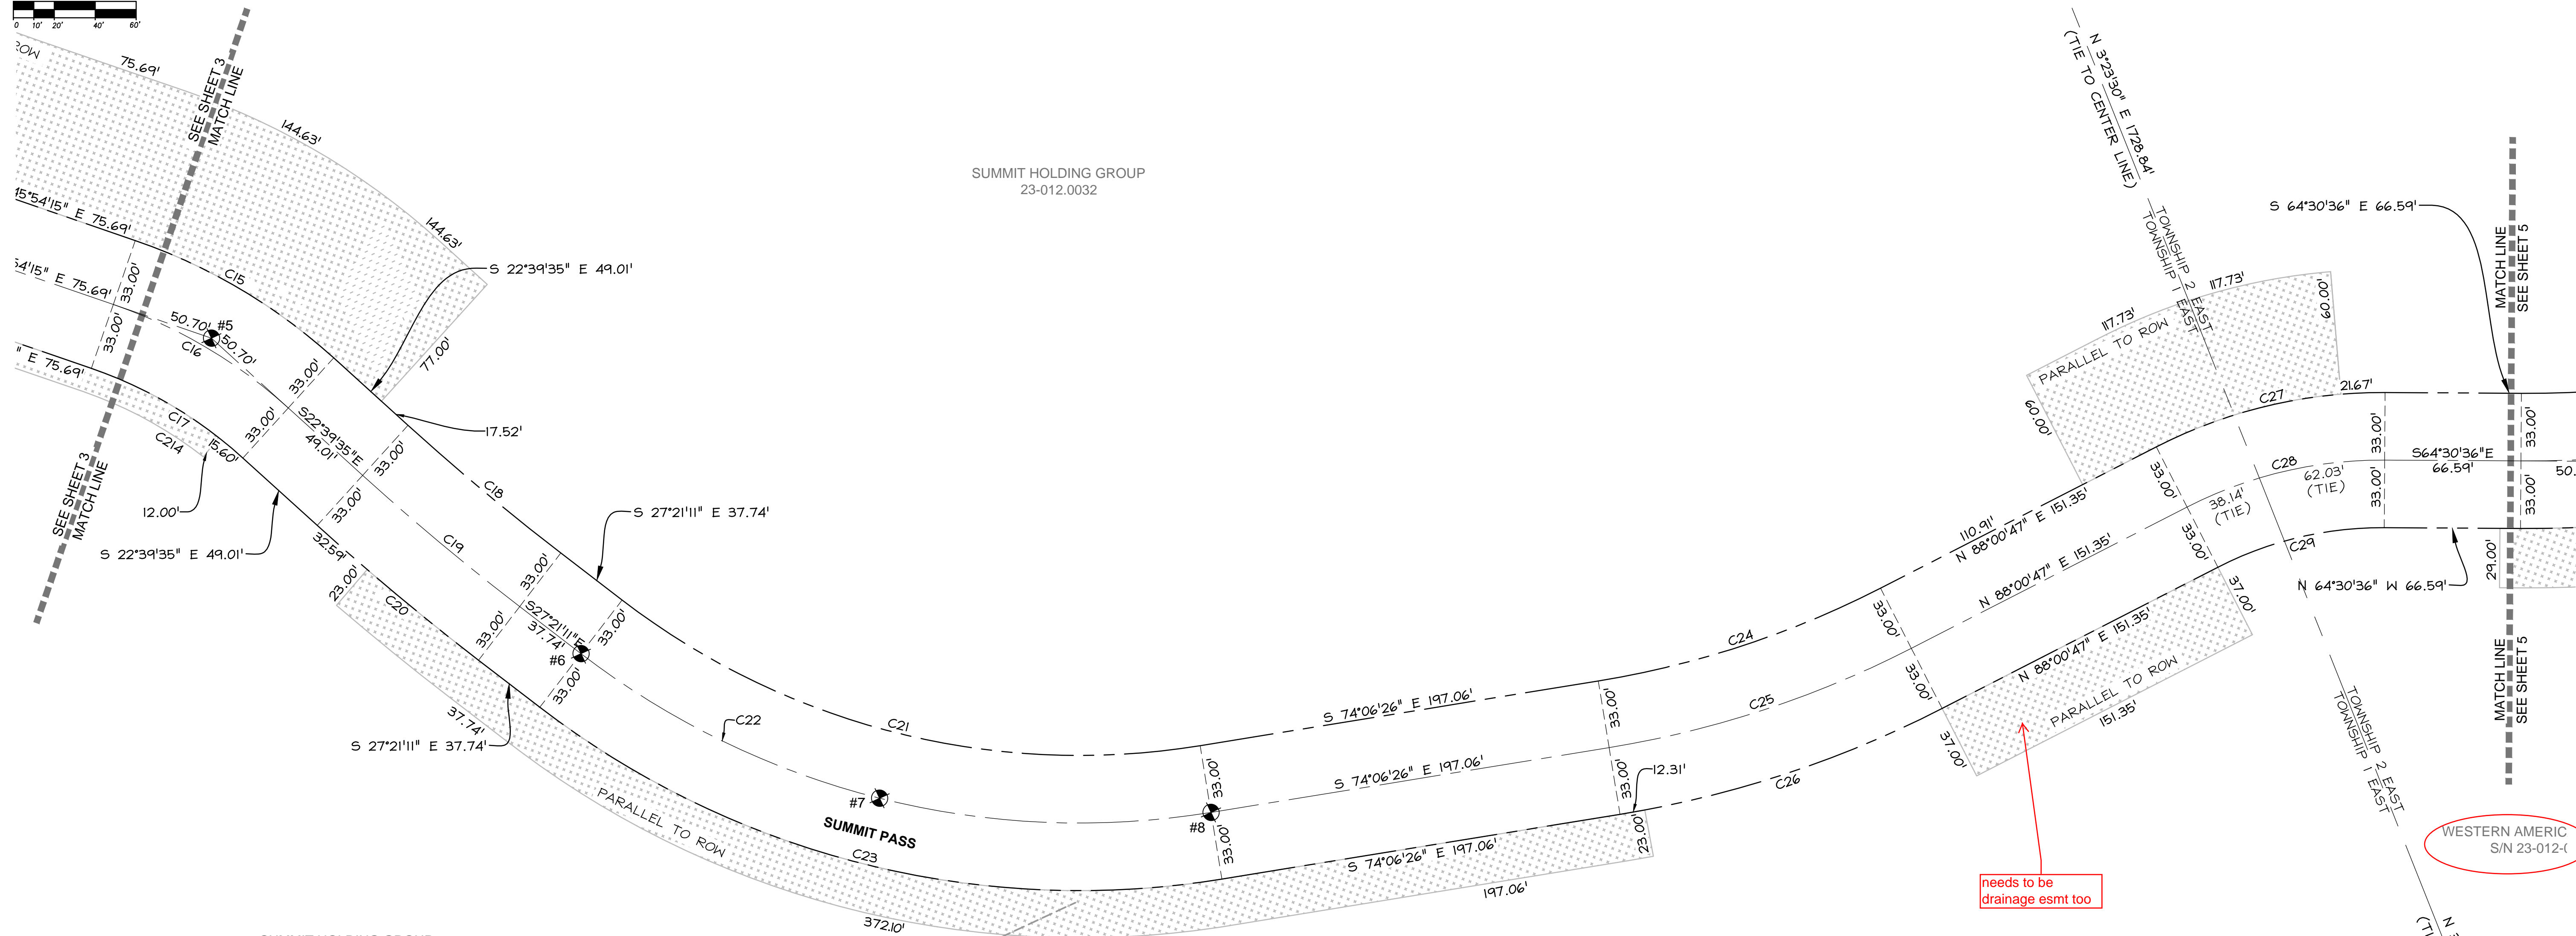 0 10' 20' 40' 60'
ROW
75.69'
SEE SHEET 3
MATCH LINE
144.63'
144.63'
15°54'15" E 75.69'
54'15" E 75.69'
" E 75.69'
33.00'
33.00'
50.70'
#5
50.70'
C15
C16
C17
C214
15.60'
12.00'
33.00'
33.00'
S 22°39'35" E 49.01'
77.00'
17.52'
S22°39'35"E
49.01'
33.00'
33.00'
SEE SHEET 3
MATCH LINE
S 22°39'35" E 49.01'
32.59'
23.00'
C18
C19
C20
S 27°21'11" E 37.74'
33.00'
33.00'
S27°21'11"E
37.74'
#6
33.00'
33.00'
37.74'
S 27°21'11" E 37.74'
PARALLEL TO ROW
SUMMIT HOLDING GROUP
23-012.0032
C21
C22
#7
SUMMIT PASS
C23
372.10'
#8
33.00'
33.00'
S 74°06'26" E 197.06'
S 74°06'26" E 197.06'
S 74°06'26" E 197.06'
197.06'
33.00'
33.00'
12.31'
23.00'
C24
C25
C26
33.00'
33.00'
37.00'
110.91'
N 88°00'47" E 151.35'
N 88°00'47" E 151.35'
N 88°00'47" E 151.35'
PARALLEL TO ROW
151.35'
37.00'
needs to be
drainage esmt too
N 3°23'30" E 1728.84'
(TIE TO CENTER LINE)
TOWNSHIP 2 EAST
TOWNSHIP 1 EAST
117.73'
117.73'
PARALLEL TO ROW
60.00'
60.00'
33.00'
33.00'
C27
21.67'
C28
38.14'
(TIE)
62.03'
(TIE)
C29
33.00'
33.00'
S 64°30'36" E 66.59'
MATCH LINE
SEE SHEET 5
S64°30'36"E
66.59'
50.
33.00'
33.00'
29.00'
N 64°30'36" W 66.59'
MATCH LINE
SEE SHEET 5
TOWNSHIP 2 EAST
TOWNSHIP 1 EAST
WESTERN AMERIC
S/N 23-012-(
N
(TI